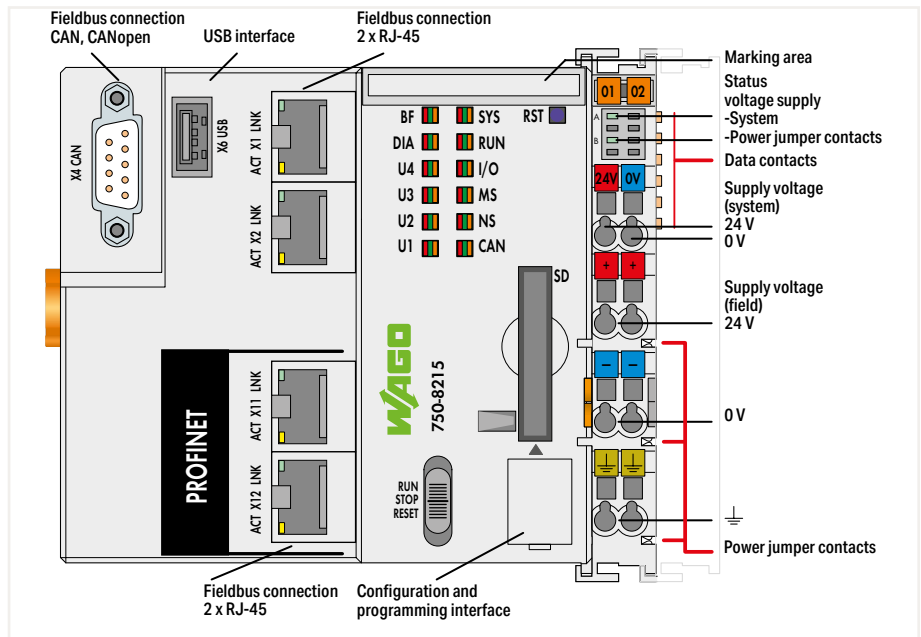 Fieldbus connection
CAN, CANopen
USB interface
Fieldbus connection
2 x RJ-45
Marking area
Status
voltage supply
-System
-Power jumper contacts
Data contacts
Supply voltage
(system)
24 V
0 V
Supply voltage
(field)
24 V
0 V
Power jumper contacts
X4 CAN
X6 USB
ACT X1 LNK
ACT X2 LNK
ACT X11 LNK
ACT X12 LNK
PROFINET
BF SYS RST
DIA RUN
U4 I/O
U3 MS
U2 NS
U1 CAN
SD
WAGO
750-8215
RUN
STOP
RESET
01 02
A
B
24V 0V
+ +
− −
Fieldbus connection
2 x RJ-45
Configuration and
programming interface